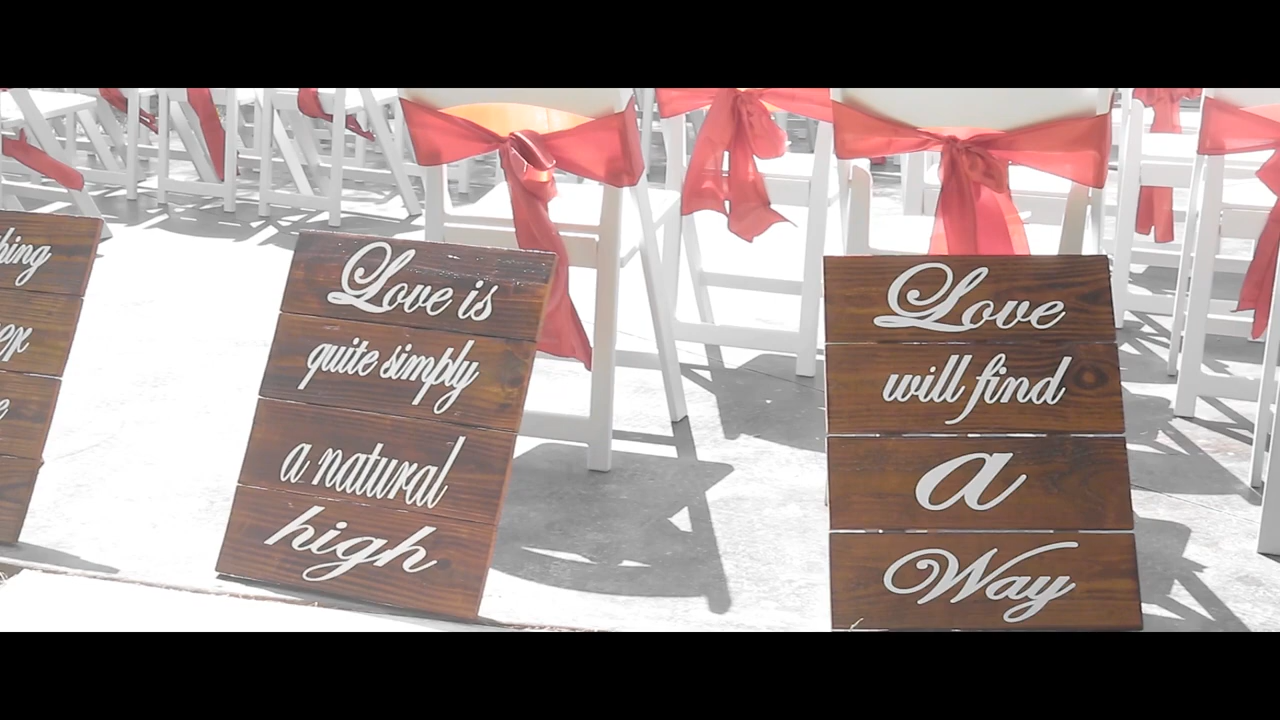 Love is
quite simply
a natural
high
Love
will find
a
Way